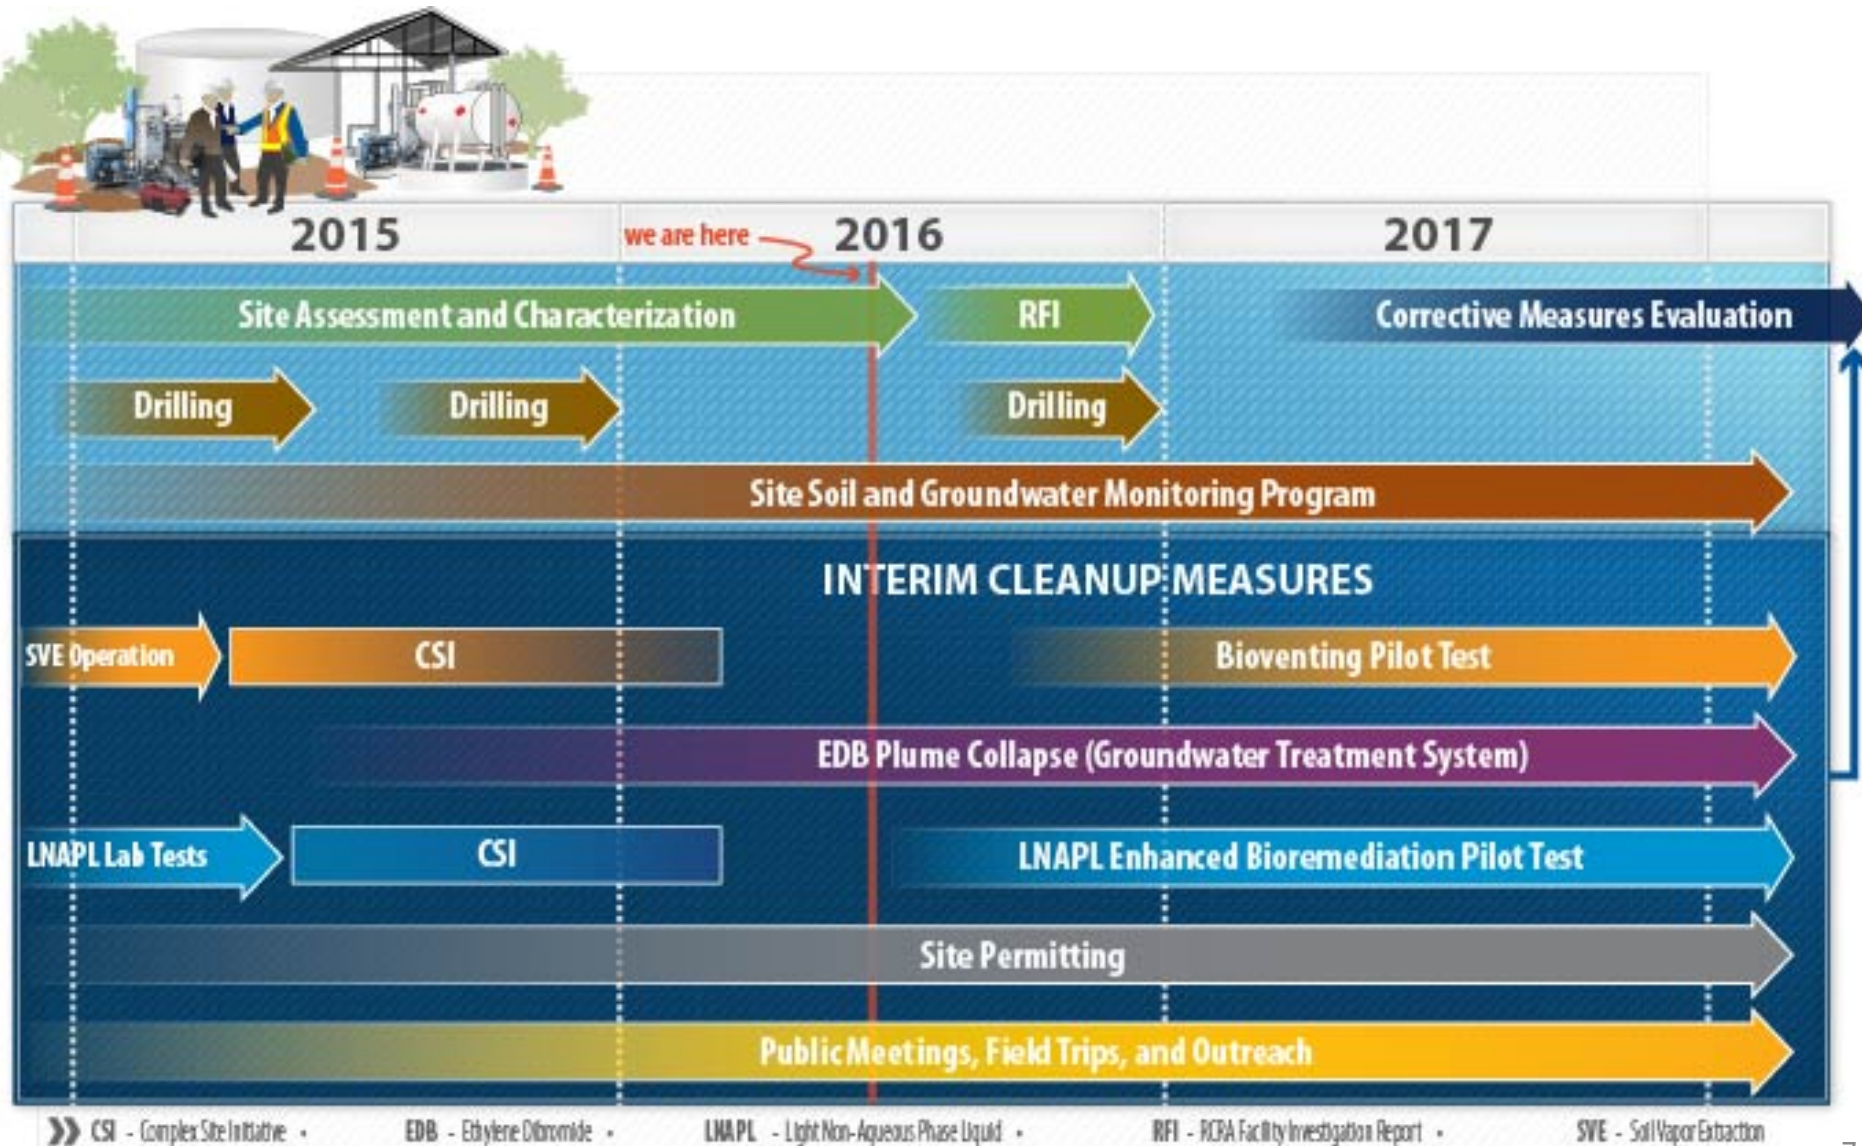 2015
we are here
2016
2017
Site Assessment and Characterization
RFI
Corrective Measures Evaluation
Drilling
Drilling
Drilling
Site Soil and Groundwater Monitoring Program
INTERIM CLEANUP MEASURES
SVE Operation
CSI
Bioventing Pilot Test
EDB Plume Collapse (Groundwater Treatment System)
LNAPL Lab Tests
CSI
LNAPL Enhanced Bioremediation Pilot Test
Site Permitting
Public Meetings, Field Trips, and Outreach
CSI - Complex Site Initiative • EDB - Ethylene Dibromide • LNAPL - Light Non-Aqueous Phase Liquid • RFI - RCRA Facility Investigation Report • SVE - Soil Vapor Extraction